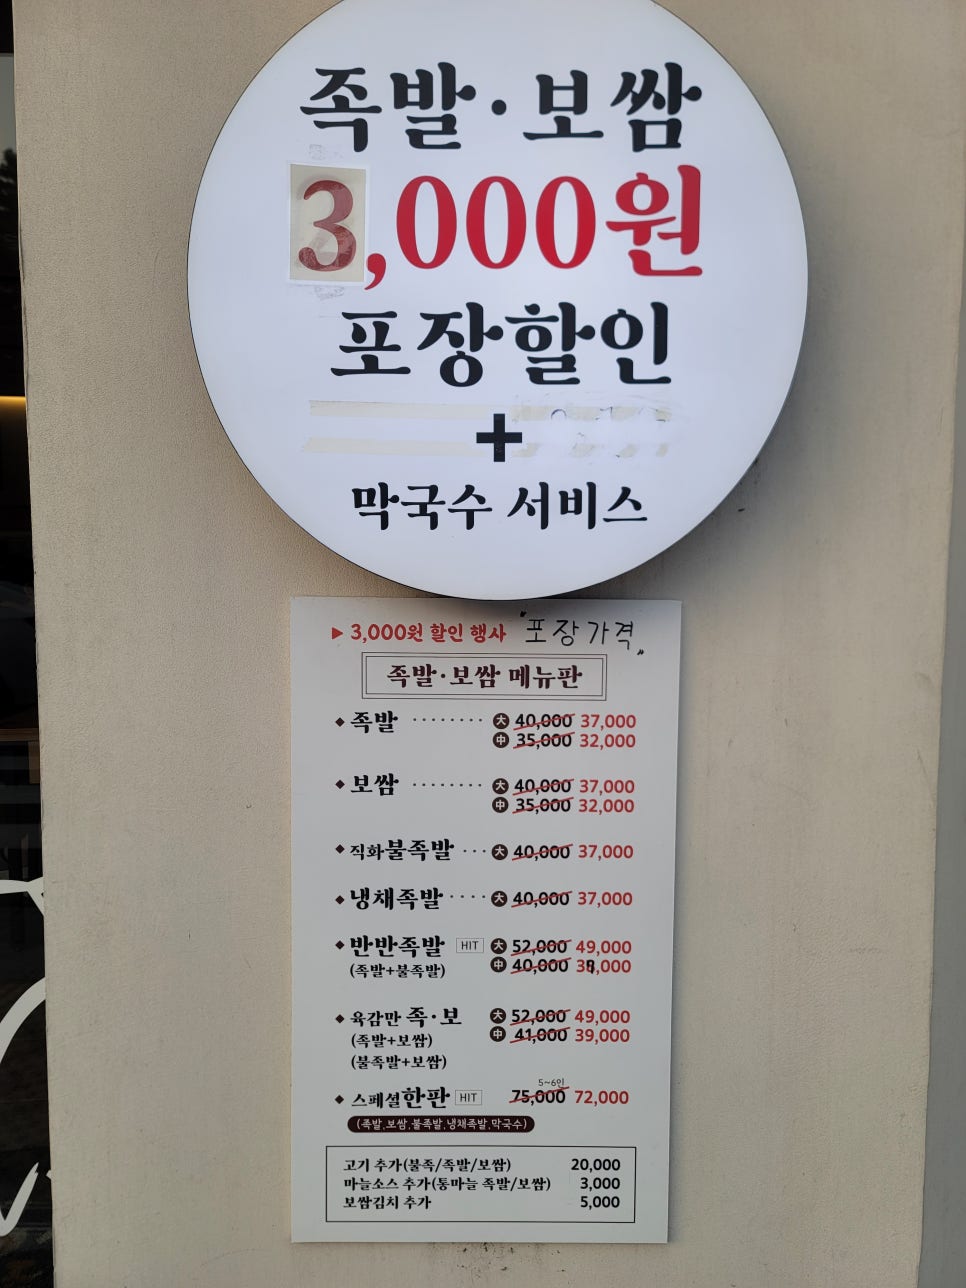 족발·보쌈
3,000원
포장할인
+
막국수 서비스
▶ 3,000원 할인 행사 "포장가격"
족발·보쌈 메뉴판
◆ 족발 ········ 大 40,000 37,000
中 35,000 32,000
◆ 보쌈 ········ 大 40,000 37,000
中 35,000 32,000
◆ 직화불족발 ··· 大 40,000 37,000
◆ 냉채족발 ···· 大 40,000 37,000
◆ 반반족발 HIT 大 52,000 49,000
(족발+불족발) 中 40,000 37,000
◆ 육감만족·보 大 52,000 49,000
(족발+보쌈) 中 41,000 39,000
(불족발+보쌈)
5~6인
◆ 스페셜한판 HIT 75,000 72,000
(족발,보쌈,불족발,냉채족발,막국수)
고기 추가(불족/족발/보쌈) 20,000
마늘소스 추가(통마늘 족발/보쌈) 3,000
보쌈김치 추가 5,000